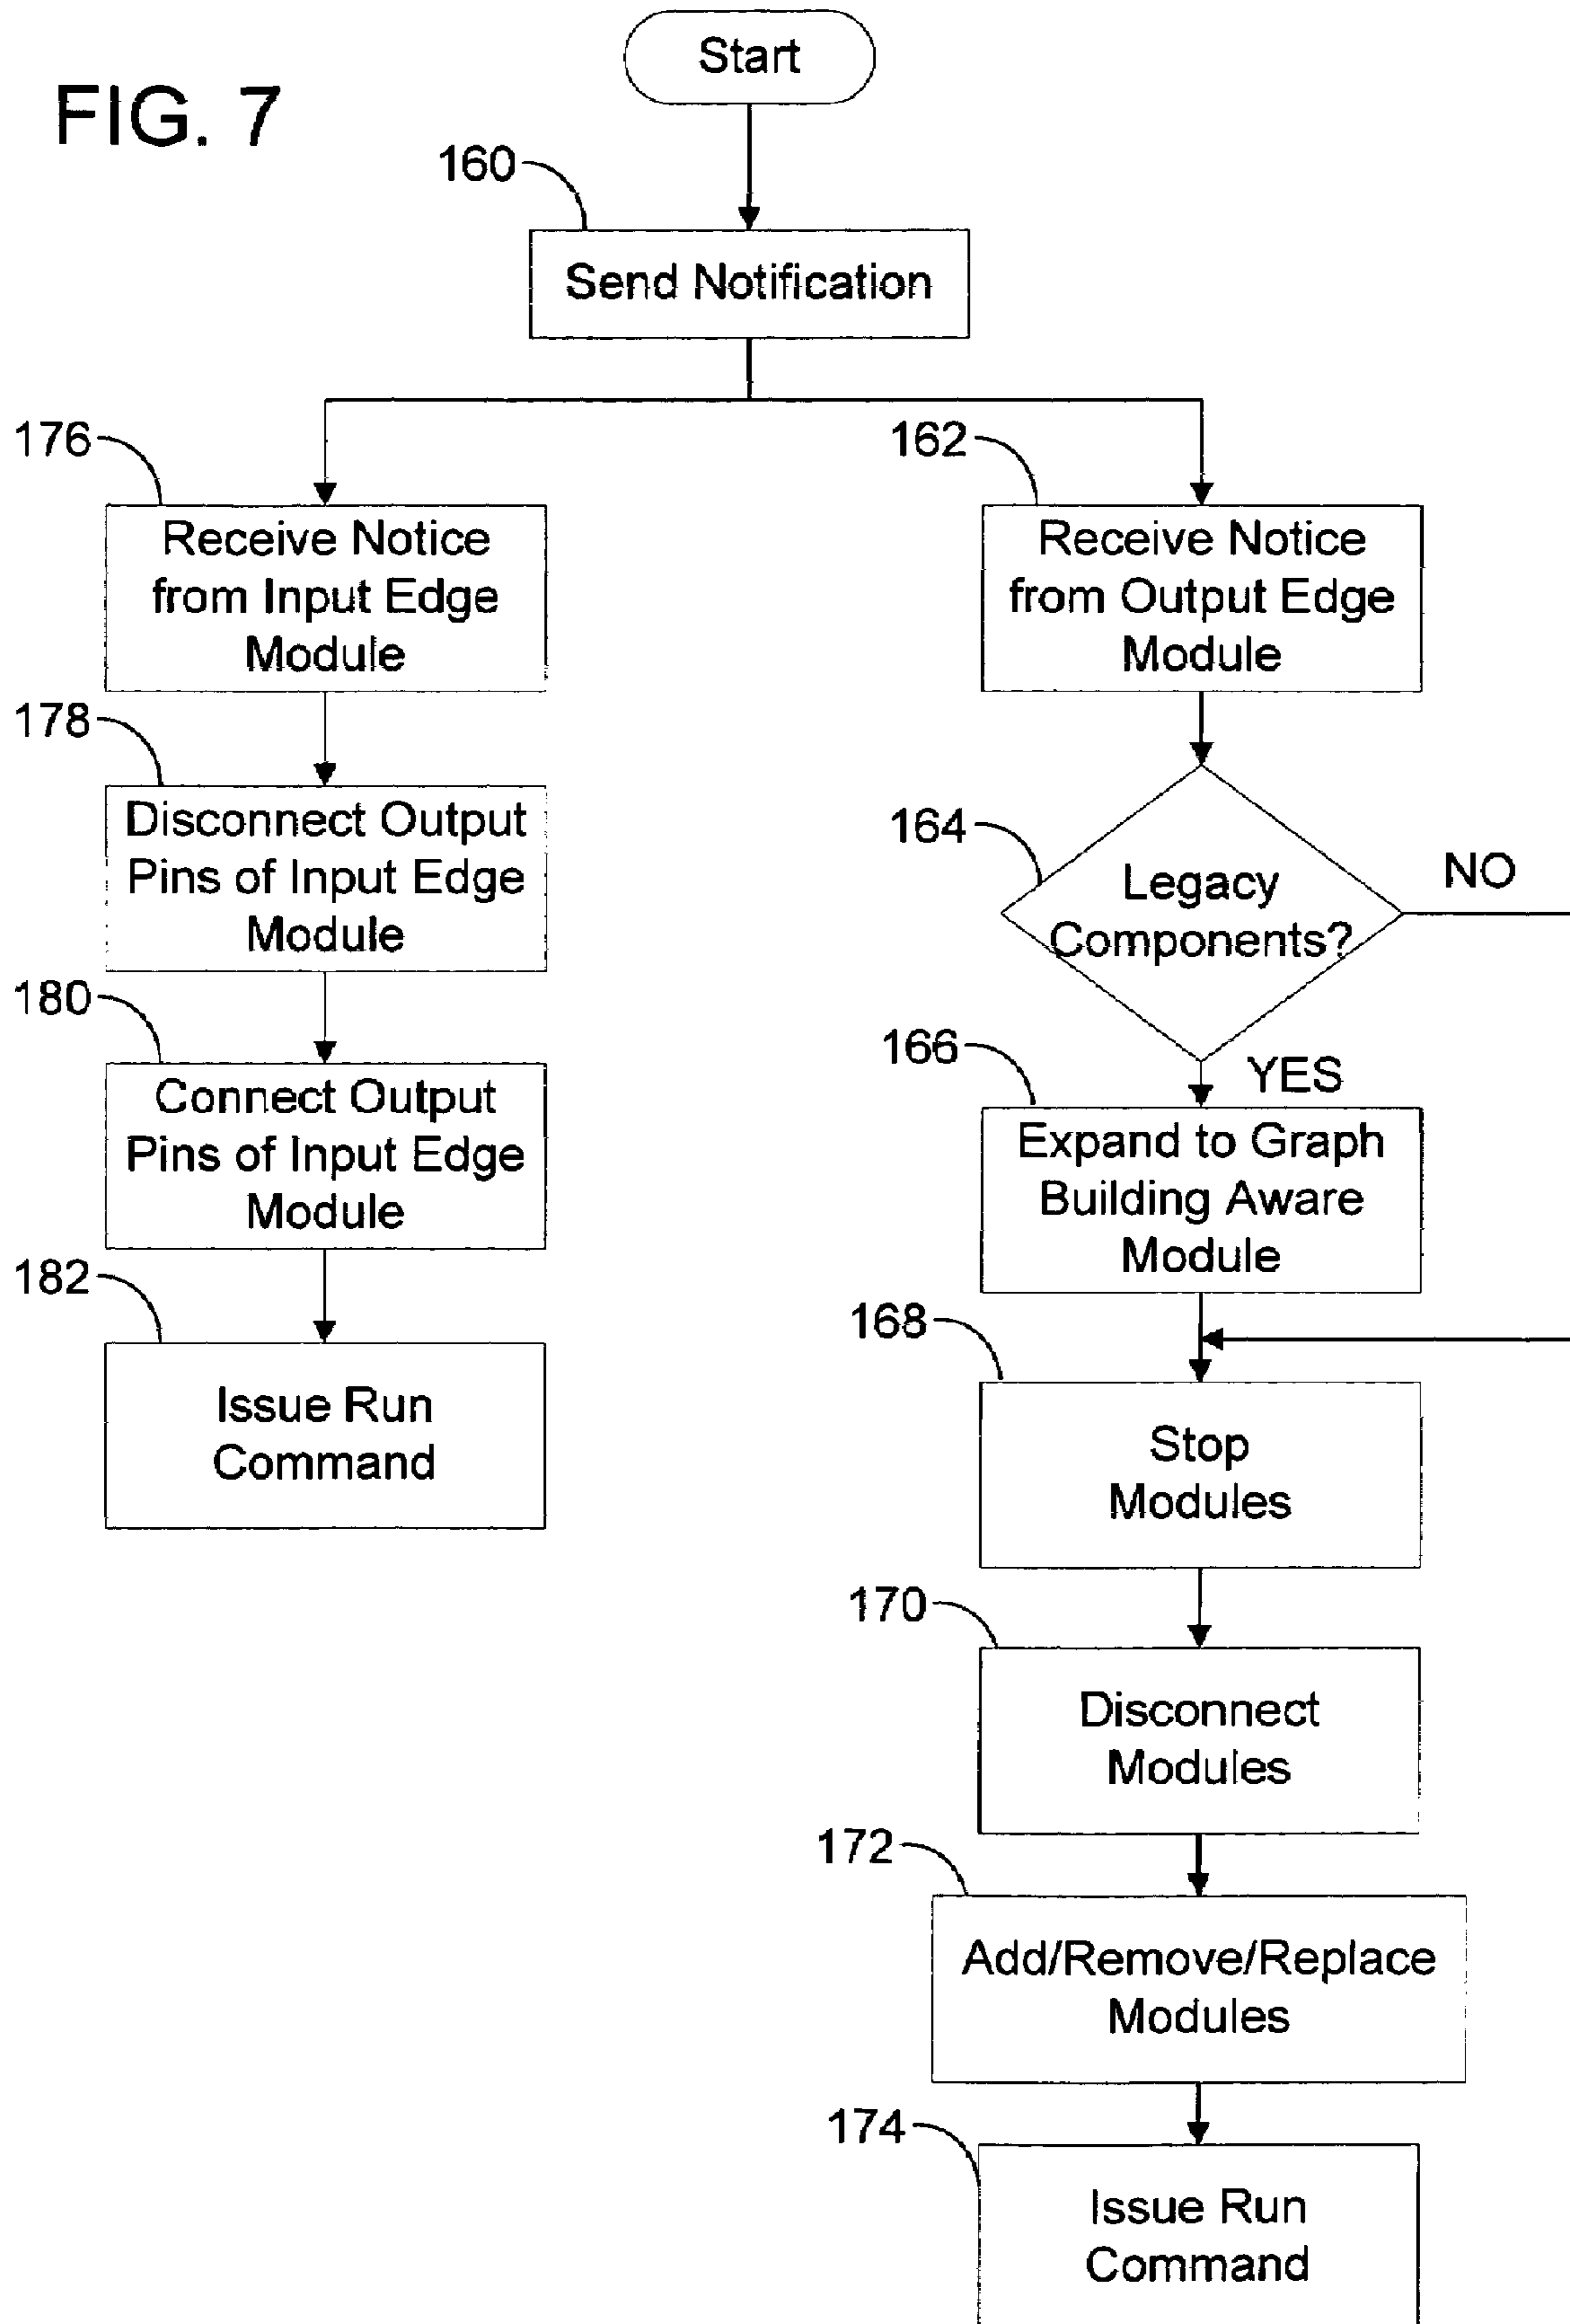 Start
FIG. 7
160
Send Notification
176
162
Receive Notice
from Input Edge
Module
Receive Notice
from Output Edge
Module
178
Disconnect Output
Pins of Input Edge
Module
164
Legacy
Components?
NO
180
Connect Output
Pins of Input Edge
Module
166
YES
Expand to Graph
Building Aware
Module
182
Issue Run
Command
168
Stop
Modules
170
Disconnect
Modules
172
Add/Remove/Replace
Modules
174
Issue Run
Command